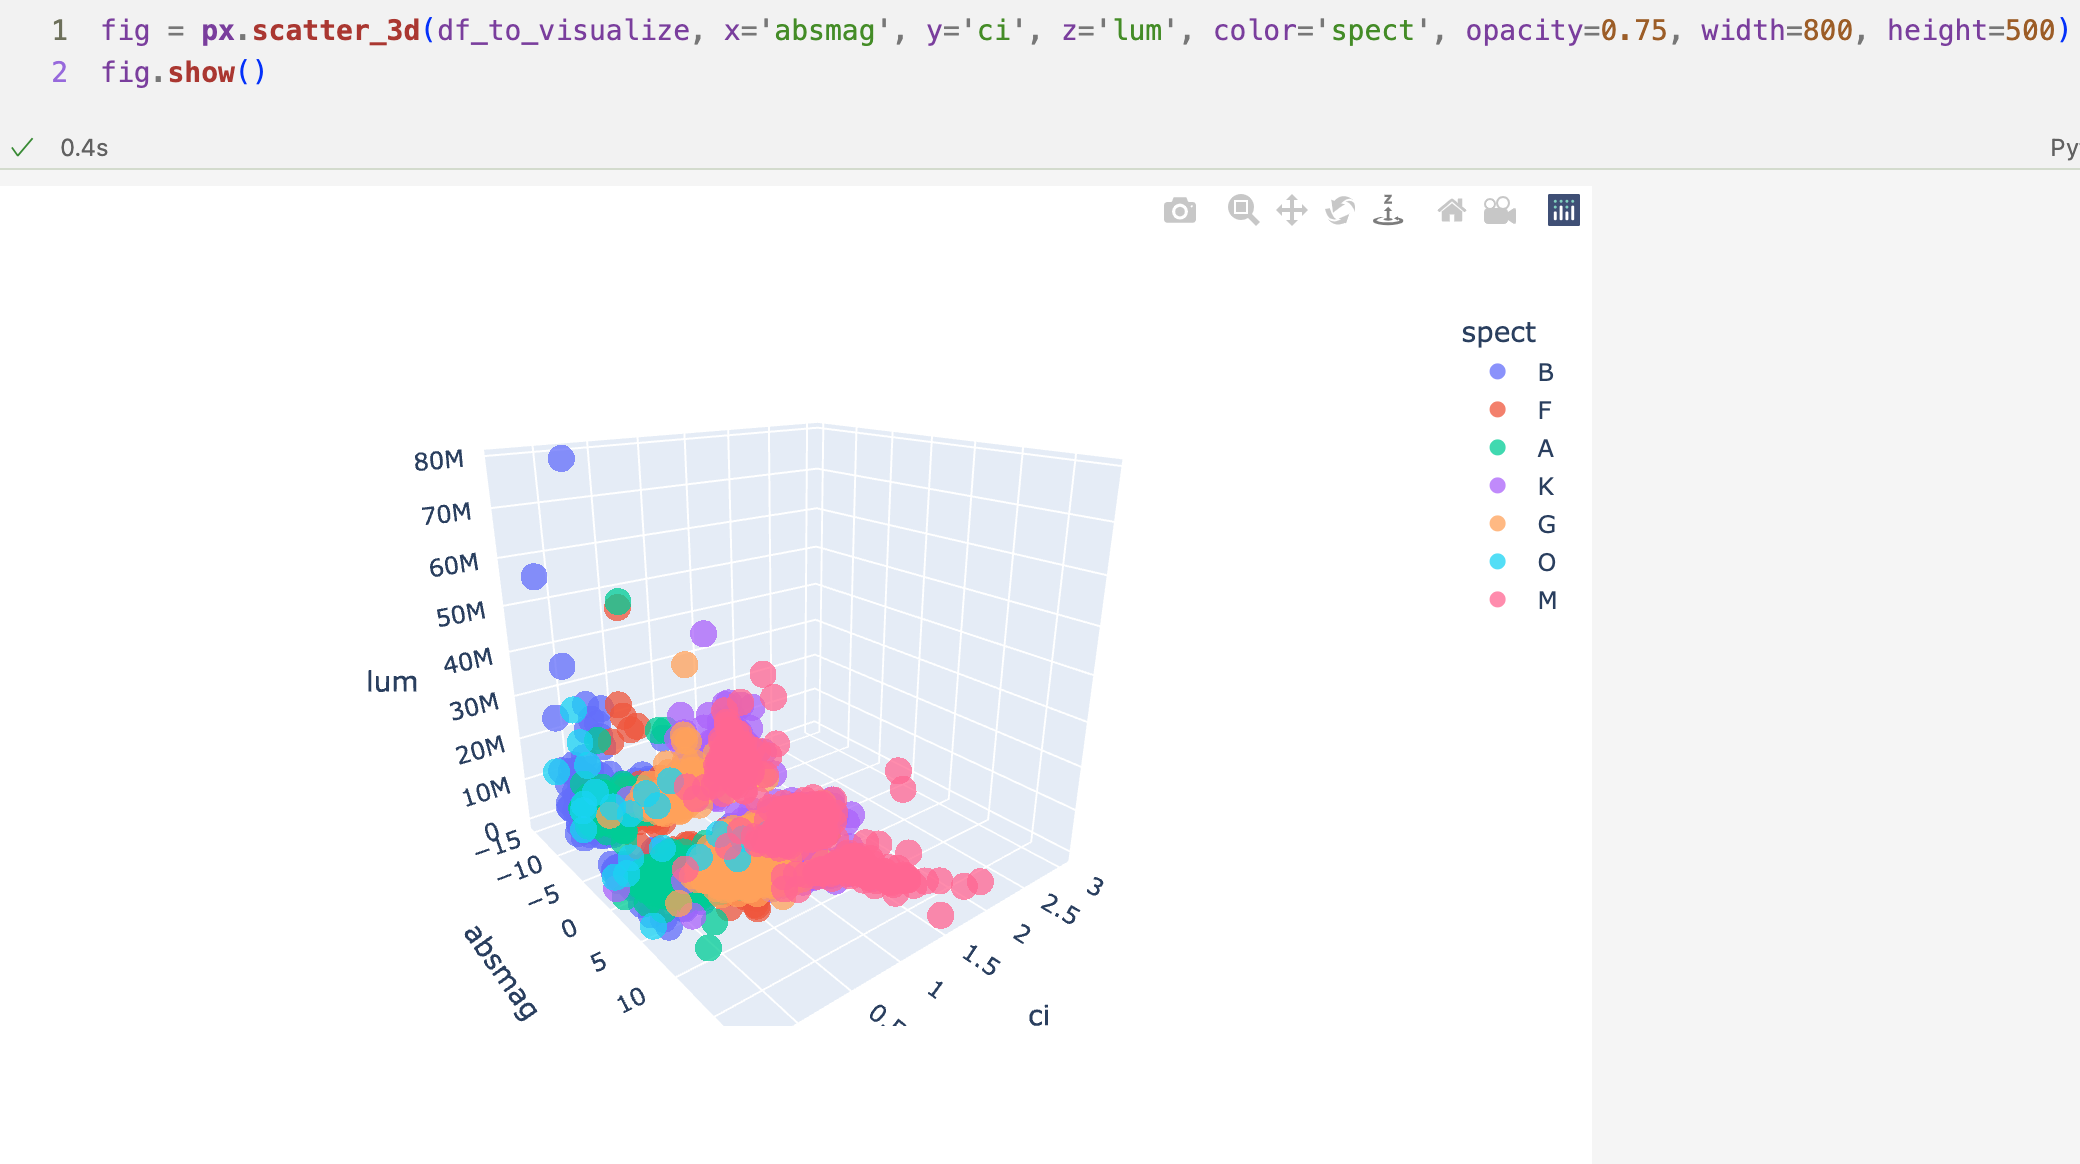 1 fig = px.scatter_3d(df_to_visualize, x='absmag', y='ci', z='lum', color='spect', opacity=0.75, width=800, height=500)
2 fig.show()
0.4s
z
spect
B
F
A
K
G
O
M
80M
70M
60M
50M
40M
30M
20M
10M
0
lum
−15
−10
−5
0
5
10
absmag
3
2.5
2
1.5
1
ci